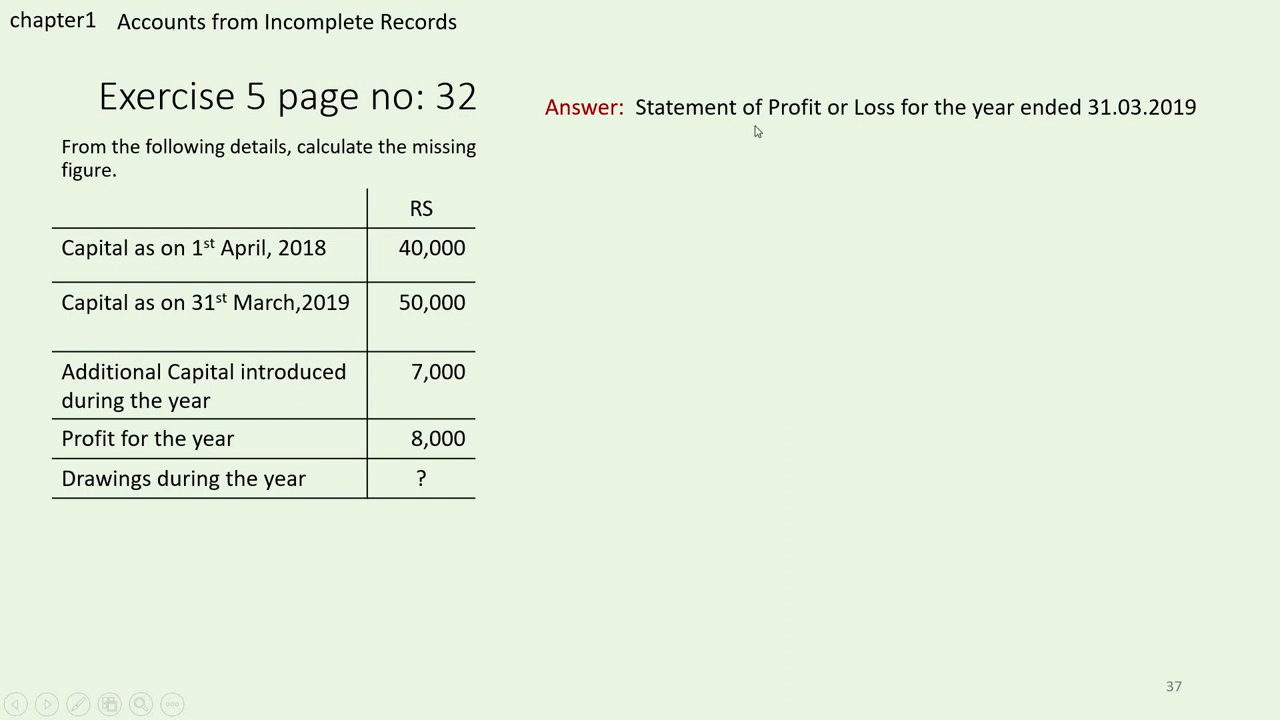 chapter1 Accounts from Incomplete Records
Exercise 5 page no: 32
From the following details, calculate the missing
figure.
RS
Capital as on 1st April, 2018 40,000
Capital as on 31st March,2019 50,000
Additional Capital introduced 7,000
during the year
Profit for the year 8,000
Drawings during the year ?
Answer: Statement of Profit or Loss for the year ended 31.03.2019
37